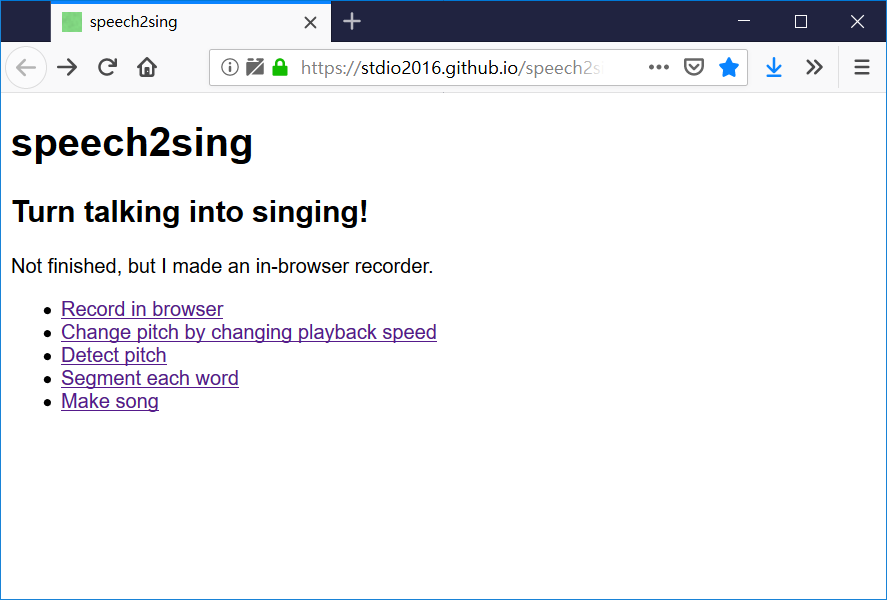 speech2sing
https://stdio2016.github.io/speech2s
speech2sing
Turn talking into singing!
Not finished, but I made an in-browser recorder.
Record in browser
Change pitch by changing playback speed
Detect pitch
Segment each word
Make song